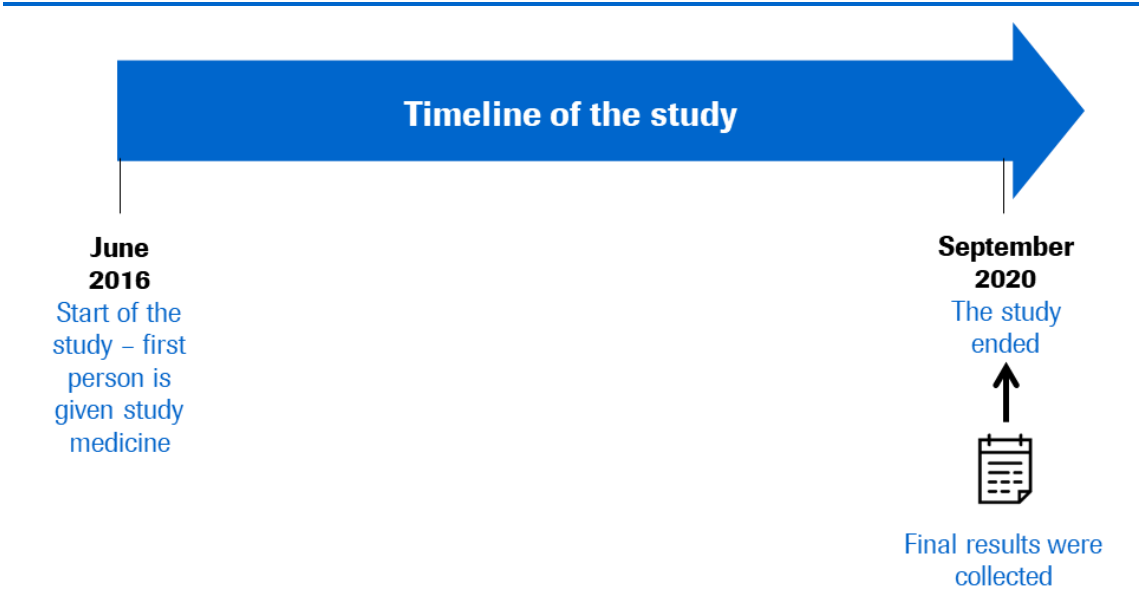 Timeline of the study
June
2016
Start of the
study – first
person is
given study
medicine
September
2020
The study
ended
Final results were
collected